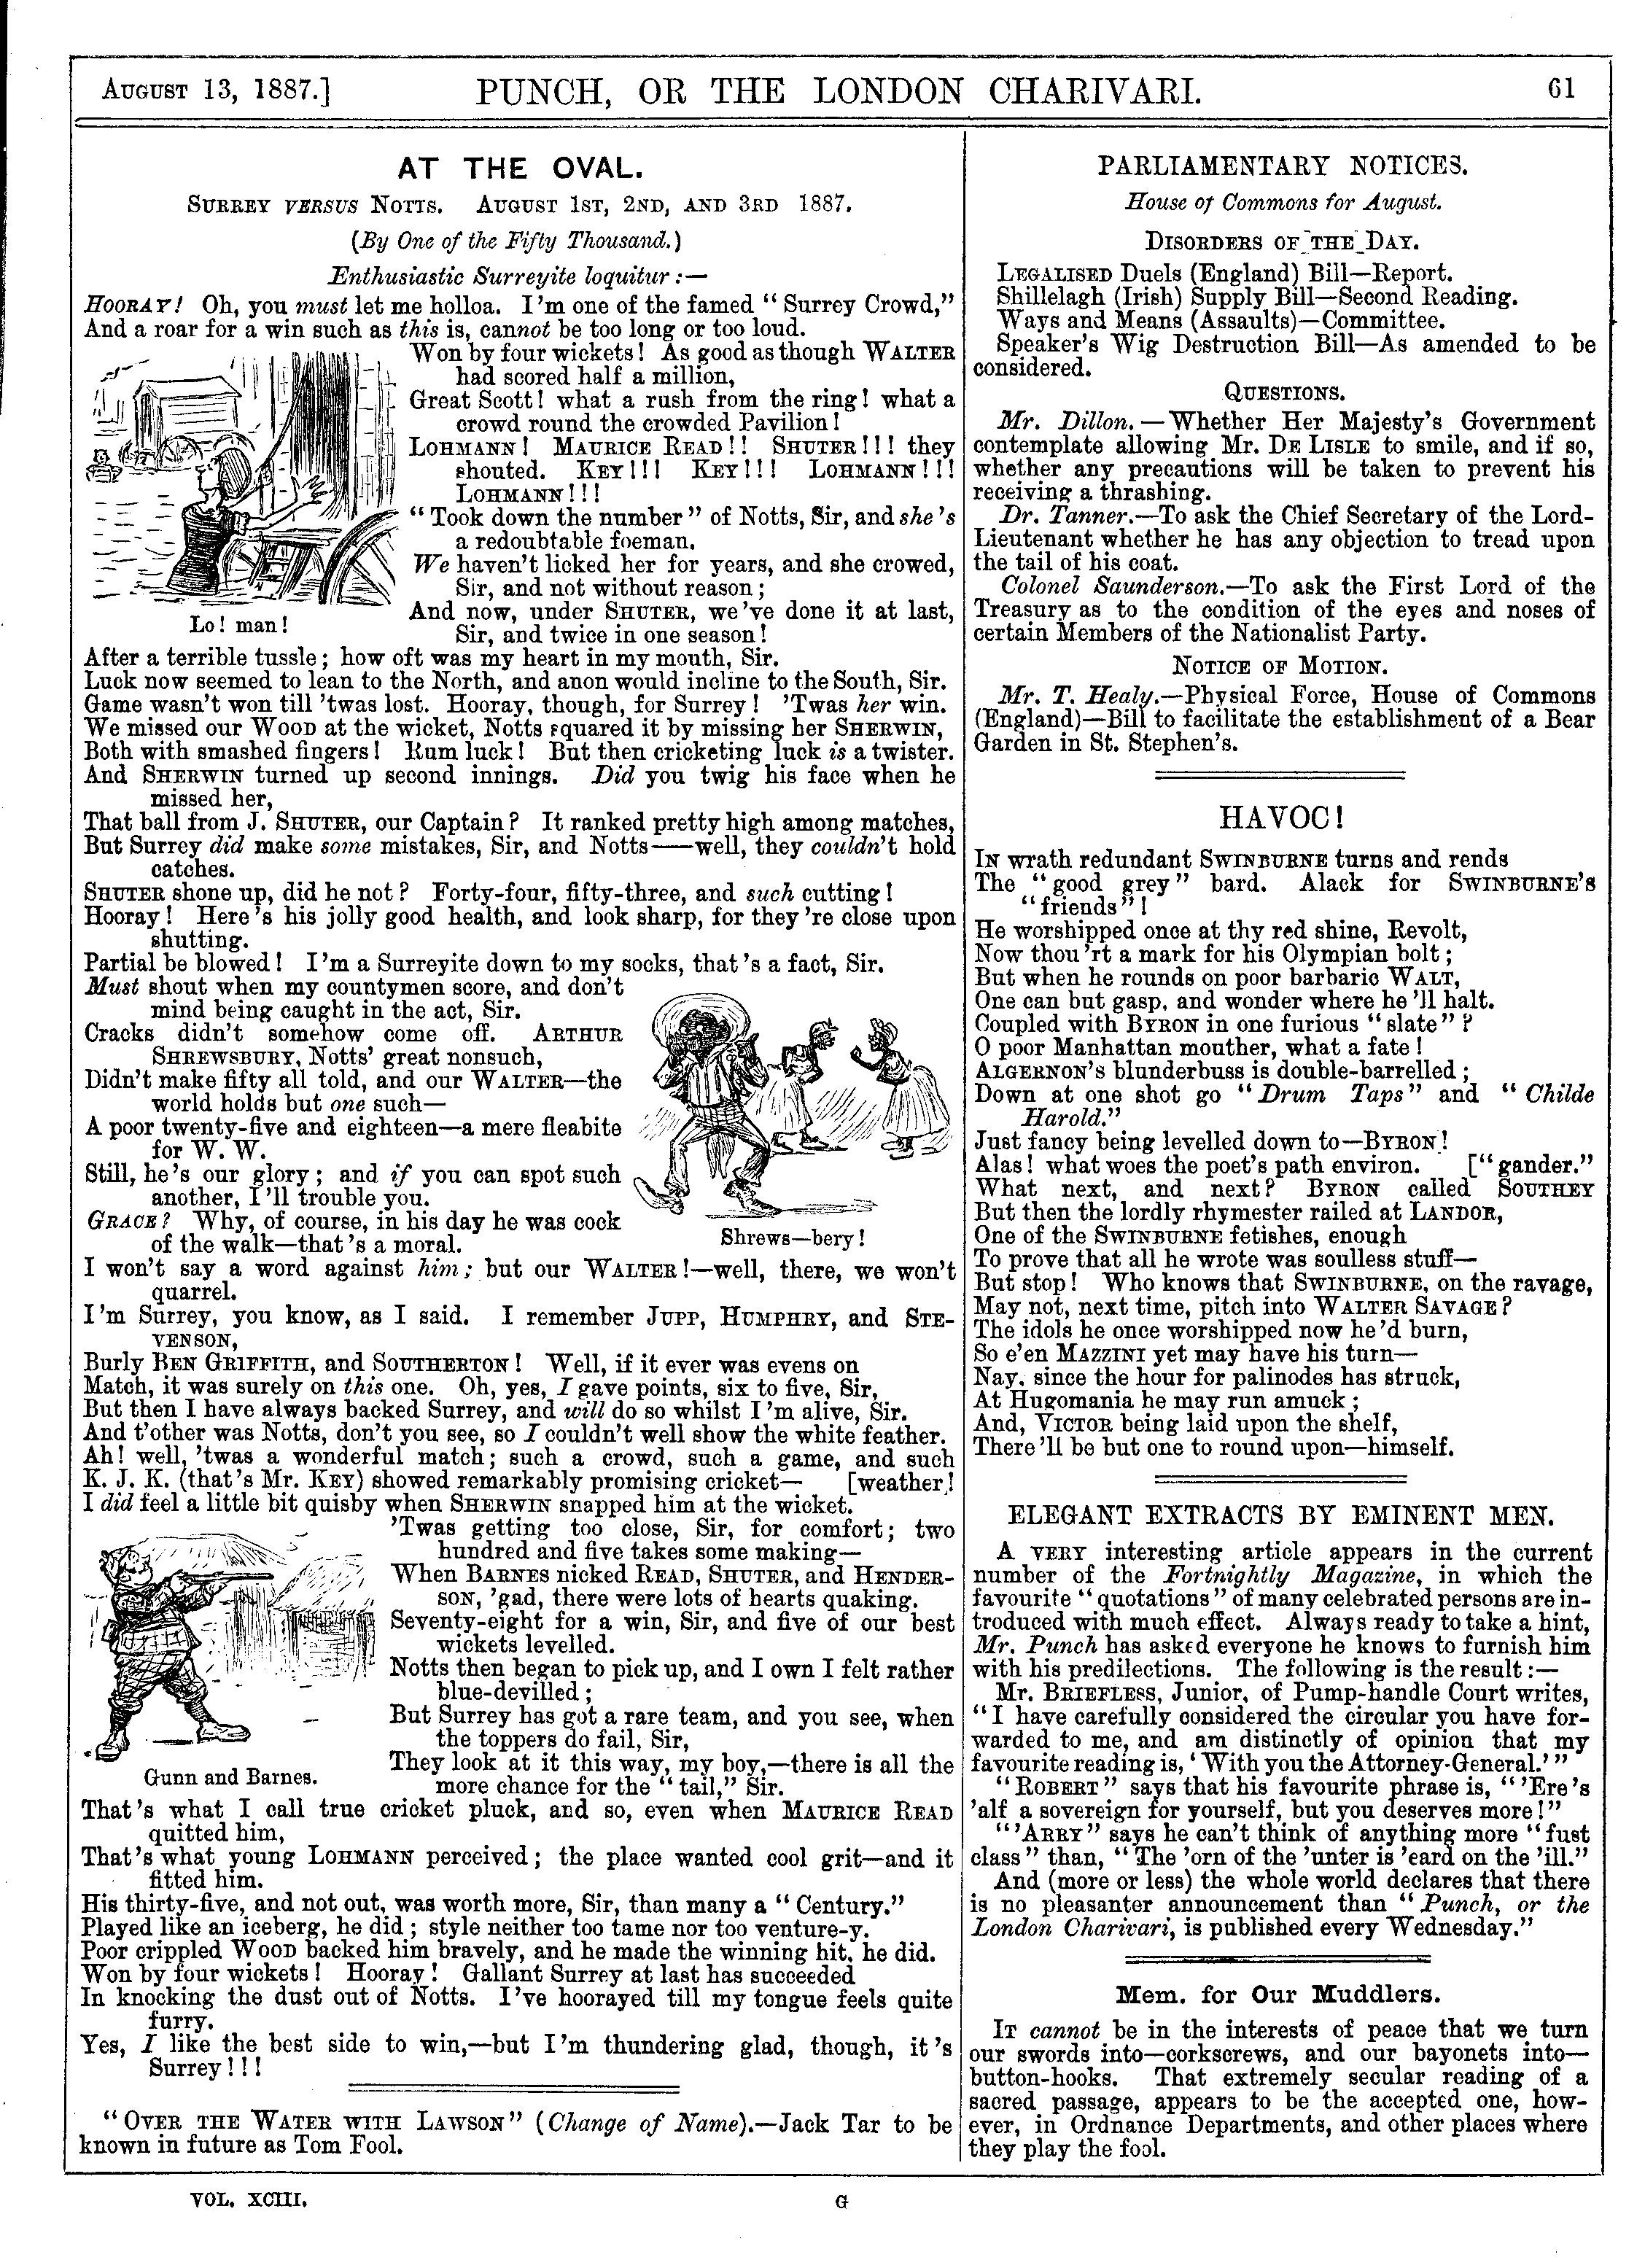 AUGUST 13, 1887.] PUNCH, OR THE LONDON CHARIVARI. 61
AT THE OVAL.
SURREY VERSUS NOTTS. AUGUST 1ST, 2ND, AND 3RD 1887.
(By One of the Fifty Thousand.)
Enthusiastic Surreyite loquitur :—
HOORAY! Oh, you must let me holloa. I'm one of the famed "Surrey Crowd,"
And a roar for a win such as this is, cannot be too long or too loud.
Won by four wickets! As good as though WALTER
had scored half a million,
Great Scott! what a rush from the ring! what a
crowd round the crowded Pavilion!
LOHMANN! MAURICE READ!! SHUTER!!! they
shouted. KEY!!! KEY!!! LOHMANN!!!
LOHMANN!!!
"Took down the number" of Notts, Sir, and she's
a redoubtable foeman.
We haven't licked her for years, and she crowed,
Sir, and not without reason;
And now, under SHUTER, we've done it at last,
Sir, and twice in one season!
Lo! man!
After a terrible tussle; how oft was my heart in my mouth, Sir.
Luck now seemed to lean to the North, and anon would incline to the South, Sir.
Game wasn't won till 'twas lost. Hooray, though, for Surrey! 'Twas her win.
We missed our WOOD at the wicket, Notts squared it by missing her SHERWIN,
Both with smashed fingers! Rum luck! But then cricketing luck is a twister.
And SHERWIN turned up second innings. Did you twig his face when he
missed her,
That ball from J. SHUTER, our Captain? It ranked pretty high among matches,
But Surrey did make some mistakes, Sir, and Notts——well, they couldn't hold
catches.
SHUTER shone up, did he not? Forty-four, fifty-three, and such cutting!
Hooray! Here's his jolly good health, and look sharp, for they're close upon
shutting.
Partial be blowed! I'm a Surreyite down to my socks, that's a fact, Sir.
Must shout when my countymen score, and don't
mind being caught in the act, Sir.
Cracks didn't somehow come off. ARTHUR
SHREWSBURY, Notts' great nonsuch,
Didn't make fifty all told, and our WALTER—the
world holds but one such—
A poor twenty-five and eighteen—a mere fleabite
for W. W.
Still, he's our glory; and if you can spot such
another, I'll trouble you.
GRACE? Why, of course, in his day he was cock
of the walk—that's a moral.
Shrews—bery!
I won't say a word against him; but our WALTER!—well, there, we won't
quarrel.
I'm Surrey, you know, as I said. I remember JUPP, HUMPHRY, and STE-
VENSON,
Burly BEN GRIFFITH, and SOUTHERTON! Well, if it ever was evens on
Match, it was surely on this one. Oh, yes, I gave points, six to five, Sir,
But then I have always backed Surrey, and will do so whilst I'm alive, Sir.
And t'other was Notts, don't you see, so I couldn't well show the white feather.
Ah! well, 'twas a wonderful match; such a crowd, such a game, and such
K. J. K. (that's Mr. KEY) showed remarkably promising cricket— [weather!
I did feel a little bit quisby when SHERWIN snapped him at the wicket.
'Twas getting too close, Sir, for comfort; two
hundred and five takes some making—
When BARNES nicked READ, SHUTER, and HENDER-
SON, 'gad, there were lots of hearts quaking.
Seventy-eight for a win, Sir, and five of our best
wickets levelled.
Notts then began to pick up, and I own I felt rather
blue-devilled;
But Surrey has got a rare team, and you see, when
the toppers do fail, Sir,
They look at it this way, my boy,—there is all the
more chance for the "tail," Sir.
Gunn and Barnes.
That's what I call true cricket pluck, and so, even when MAURICE READ
quitted him,
That's what young LOHMANN perceived; the place wanted cool grit—and it
fitted him.
His thirty-five, and not out, was worth more, Sir, than many a "Century."
Played like an iceberg, he did; style neither too tame nor too venture-y.
Poor crippled WOOD backed him bravely, and he made the winning hit, he did.
Won by four wickets! Hooray! Gallant Surrey at last has succeeded
In knocking the dust out of Notts. I've hoorayed till my tongue feels quite
furry.
Yes, I like the best side to win,—but I'm thundering glad, though, it's
Surrey!!!
"OVER THE WATER WITH LAWSON" (Change of Name).—Jack Tar to be
known in future as Tom Fool.
PARLIAMENTARY NOTICES.
House of Commons for August.
DISORDERS OF THE DAY.
LEGALISED Duels (England) Bill—Report.
Shillelagh (Irish) Supply Bill—Second Reading.
Ways and Means (Assaults)—Committee.
Speaker's Wig Destruction Bill—As amended to be
considered.
QUESTIONS.
Mr. Dillon.—Whether Her Majesty's Government
contemplate allowing Mr. DE LISLE to smile, and if so,
whether any precautions will be taken to prevent his
receiving a thrashing.
Dr. Tanner.—To ask the Chief Secretary of the Lord-
Lieutenant whether he has any objection to tread upon
the tail of his coat.
Colonel Saunderson.—To ask the First Lord of the
Treasury as to the condition of the eyes and noses of
certain Members of the Nationalist Party.
NOTICE OF MOTION.
Mr. T. Healy.—Physical Force, House of Commons
(England)—Bill to facilitate the establishment of a Bear
Garden in St. Stephen's.
HAVOC!
IN wrath redundant SWINBURNE turns and rends
The "good grey" bard. Alack for SWINBURNE'S
"friends"!
He worshipped once at thy red shine, Revolt,
Now thou'rt a mark for his Olympian bolt;
But when he rounds on poor barbaric WALT,
One can but gasp, and wonder where he'll halt.
Coupled with BYRON in one furious "slate"?
O poor Manhattan mouther, what a fate!
ALGERNON'S blunderbuss is double-barrelled;
Down at one shot go "Drum Taps" and "Childe
Harold."
Just fancy being levelled down to—BYRON!
Alas! what woes the poet's path environ. ["gander."
What next, and next? BYRON called SOUTHEY
But then the lordly rhymester railed at LANDOR,
One of the SWINBURNE fetishes, enough
To prove that all he wrote was soulless stuff—
But stop! Who knows that SWINBURNE, on the ravage,
May not, next time, pitch into WALTER SAVAGE?
The idols he once worshipped now he'd burn,
So e'en MAZZINI yet may have his turn—
Nay, since the hour for palinodes has struck,
At Hugomania he may run amuck;
And, VICTOR being laid upon the shelf,
There'll be but one to round upon—himself.
ELEGANT EXTRACTS BY EMINENT MEN.
A VERY interesting article appears in the current
number of the Fortnightly Magazine, in which the
favourite "quotations" of many celebrated persons are in-
troduced with much effect. Always ready to take a hint,
Mr. Punch has asked everyone he knows to furnish him
with his predilections. The following is the result:—
Mr. BRIEFLESS, Junior, of Pump-handle Court writes,
"I have carefully considered the circular you have for-
warded to me, and am distinctly of opinion that my
favourite reading is, 'With you the Attorney-General.'"
"ROBERT" says that his favourite phrase is, "'Ere's
'alf a sovereign for yourself, but you deserves more!"
"'ARRY" says he can't think of anything more "fust
class" than, "The 'orn of the 'unter is 'eard on the 'ill."
And (more or less) the whole world declares that there
is no pleasanter announcement than "Punch, or the
London Charivari, is published every Wednesday."
Mem. for Our Muddlers.
IT cannot be in the interests of peace that we turn
our swords into—corkscrews, and our bayonets into—
button-hooks. That extremely secular reading of a
sacred passage, appears to be the accepted one, how-
ever, in Ordnance Departments, and other places where
they play the fool.
VOL. XCIII. G